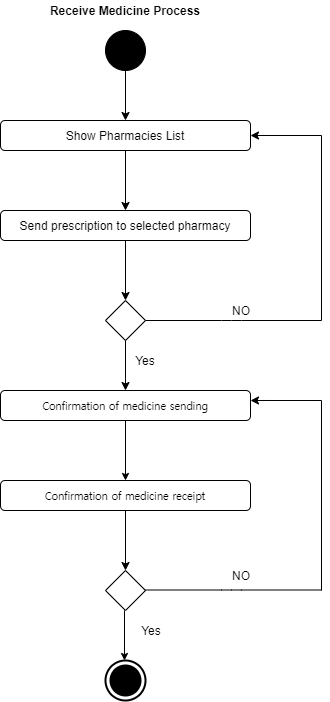 Receive Medicine Process
Show Pharmacies List
NO
Send prescription to selected pharmacy
Yes
Confirmation of medicine sending
Confirmation of medicine receipt
NO
Yes